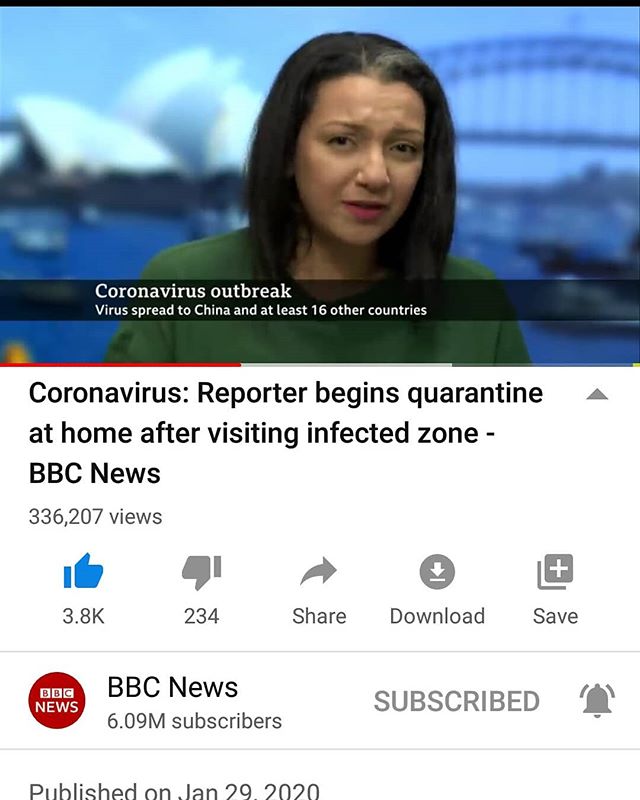 Coronavirus outbreak
Virus spread to China and at least 16 other countries
Coronavirus: Reporter begins quarantine
at home after visiting infected zone -
BBC News
336,207 views
3.8K
234
Share
Download
Save
BBC
NEWS
BBC News
6.09M subscribers
SUBSCRIBED
Published on Jan 29, 2020